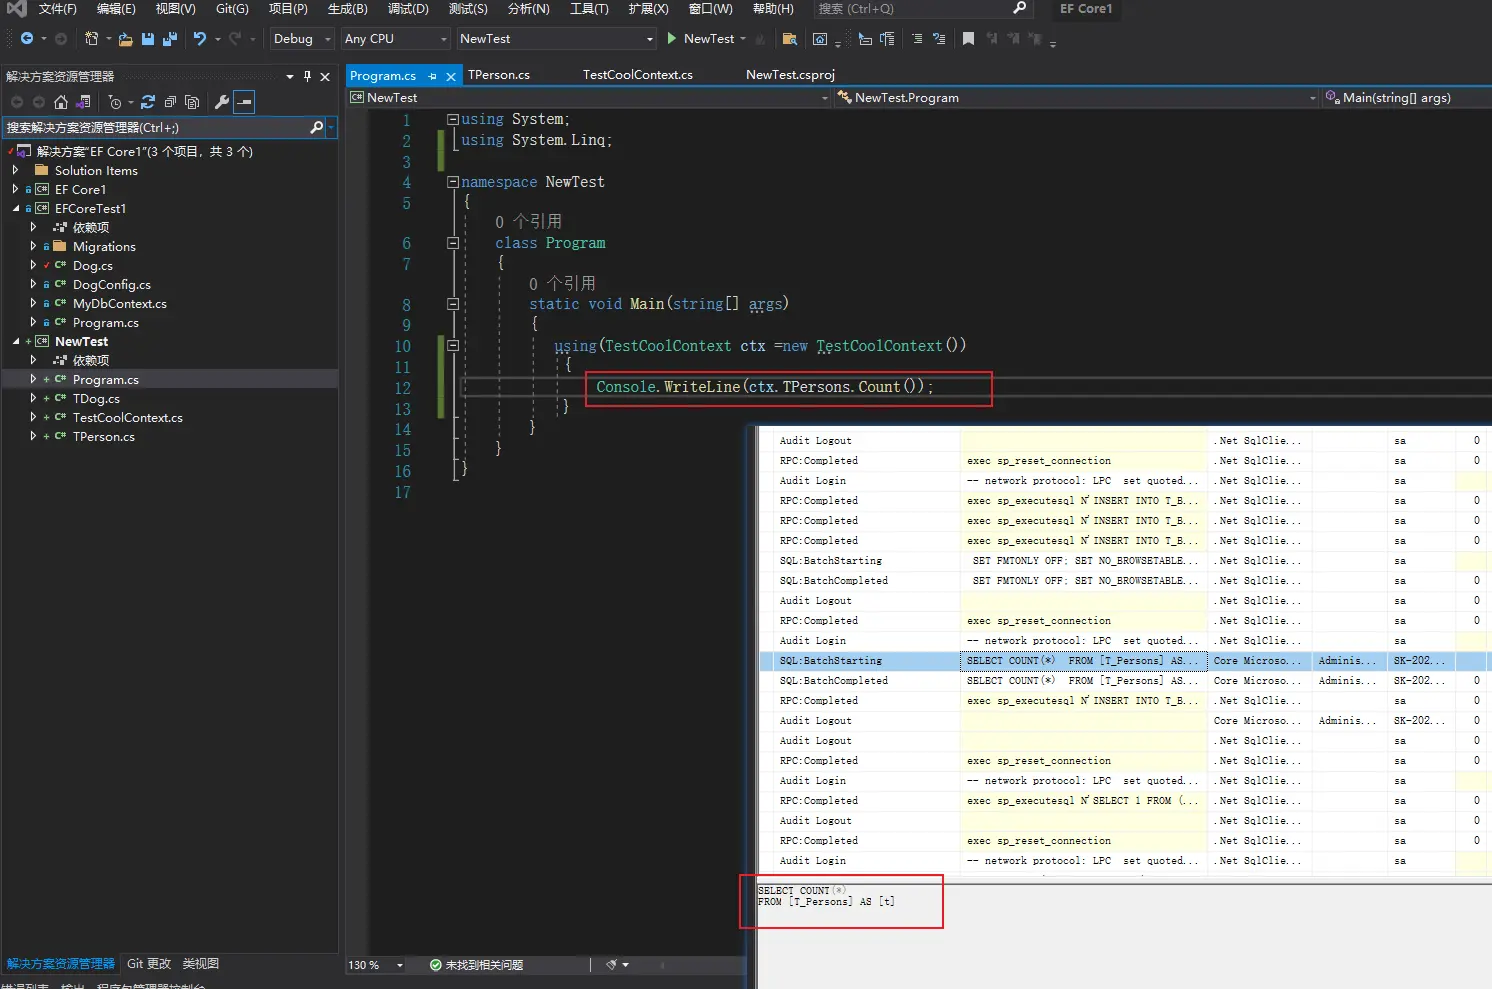 文件(F) 编辑(E) 视图(V) Git(G) 项目(P) 生成(B) 调试(D) 测试(S) 分析(N) 工具(T) 扩展(X) 窗口(W) 帮助(H) 搜索 (Ctrl+Q) EF Core1
Debug Any CPU NewTest NewTest
解决方案资源管理器
搜索解决方案资源管理器(Ctrl+;)
解决方案"EF Core1"(3 个项目，共 3 个)
Solution Items
EF Core1
EFCoreTest1
依赖项
Migrations
Dog.cs
DogConfig.cs
MyDbContext.cs
Program.cs
NewTest
依赖项
Program.cs
TDog.cs
TestCoolContext.cs
TPerson.cs
解决方案资源管理器 Git 更改 类视图
Program.cs TPerson.cs TestCoolContext.cs NewTest.csproj
NewTest NewTest.Program Main(string[] args)
1 using System;
2 using System.Linq;
3
4 namespace NewTest
5 {
0 个引用
6 class Program
7 {
0 个引用
8 static void Main(string[] args)
9 {
10 using(TestCoolContext ctx =new TestCoolContext())
11 {
12 Console.WriteLine(ctx.TPersons.Count());
13 }
14 }
15 }
16 }
17
130 % 未找到相关问题
Audit Logout .Net SqlClie... sa 0
RPC:Completed exec sp_reset_connection .Net SqlClie... sa 0
Audit Login -- network protocol: LPC set quoted... .Net SqlClie... sa
RPC:Completed exec sp_executesql N'INSERT INTO T_B... .Net SqlClie... sa 0
RPC:Completed exec sp_executesql N'INSERT INTO T_B... .Net SqlClie... sa 0
RPC:Completed exec sp_executesql N'INSERT INTO T_B... .Net SqlClie... sa 0
SQL:BatchStarting SET FMTONLY OFF; SET NO_BROWSETABLE... .Net SqlClie... sa
SQL:BatchCompleted SET FMTONLY OFF; SET NO_BROWSETABLE... .Net SqlClie... sa 0
Audit Logout .Net SqlClie... sa 0
RPC:Completed exec sp_reset_connection .Net SqlClie... sa 0
Audit Login -- network protocol: LPC set quoted... .Net SqlClie... sa
SQL:BatchStarting SELECT COUNT(*) FROM [T_Persons] AS... Core Microso... Adminis... SK-202...
SQL:BatchCompleted SELECT COUNT(*) FROM [T_Persons] AS... Core Microso... Adminis... SK-202... 0
RPC:Completed exec sp_executesql N'INSERT INTO T_B... .Net SqlClie... sa 0
Audit Logout Core Microso... Adminis... SK-202... 0
Audit Logout .Net SqlClie... sa 0
RPC:Completed exec sp_reset_connection .Net SqlClie... sa 0
Audit Login -- network protocol: LPC set quoted... .Net SqlClie... sa
RPC:Completed exec sp_executesql N'SELECT 1 FROM (... .Net SqlClie... sa 0
Audit Logout .Net SqlClie... sa 0
RPC:Completed exec sp_reset_connection .Net SqlClie... sa 0
Audit Login -- network protocol: LPC set quoted... .Net SqlClie... sa
SELECT COUNT(*)
FROM [T_Persons] AS [t]